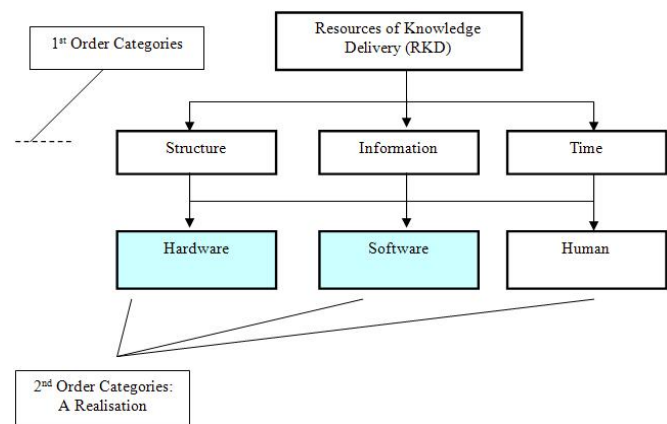 1st Order Categories
Resources of Knowledge
Delivery (RKD)
Structure
Information
Time
Hardware
Software
Human
2nd Order Categories:
A Realisation